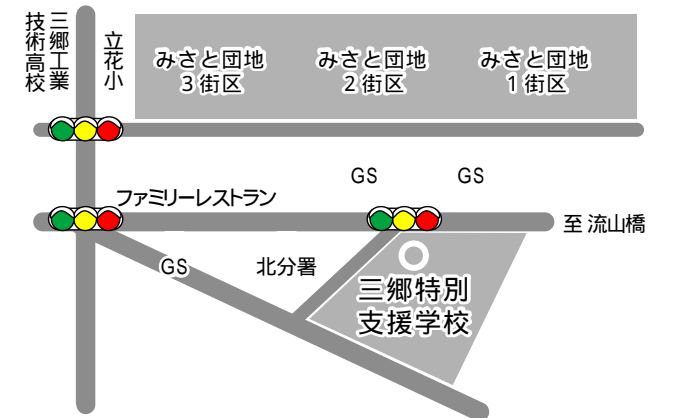 三郷工業
技術高校
立花小
みさと団地
3街区
みさと団地
2街区
みさと団地
1街区
GS
GS
ファミリーレストラン
至 流山橋
GS
北分署
三郷特別
支援学校